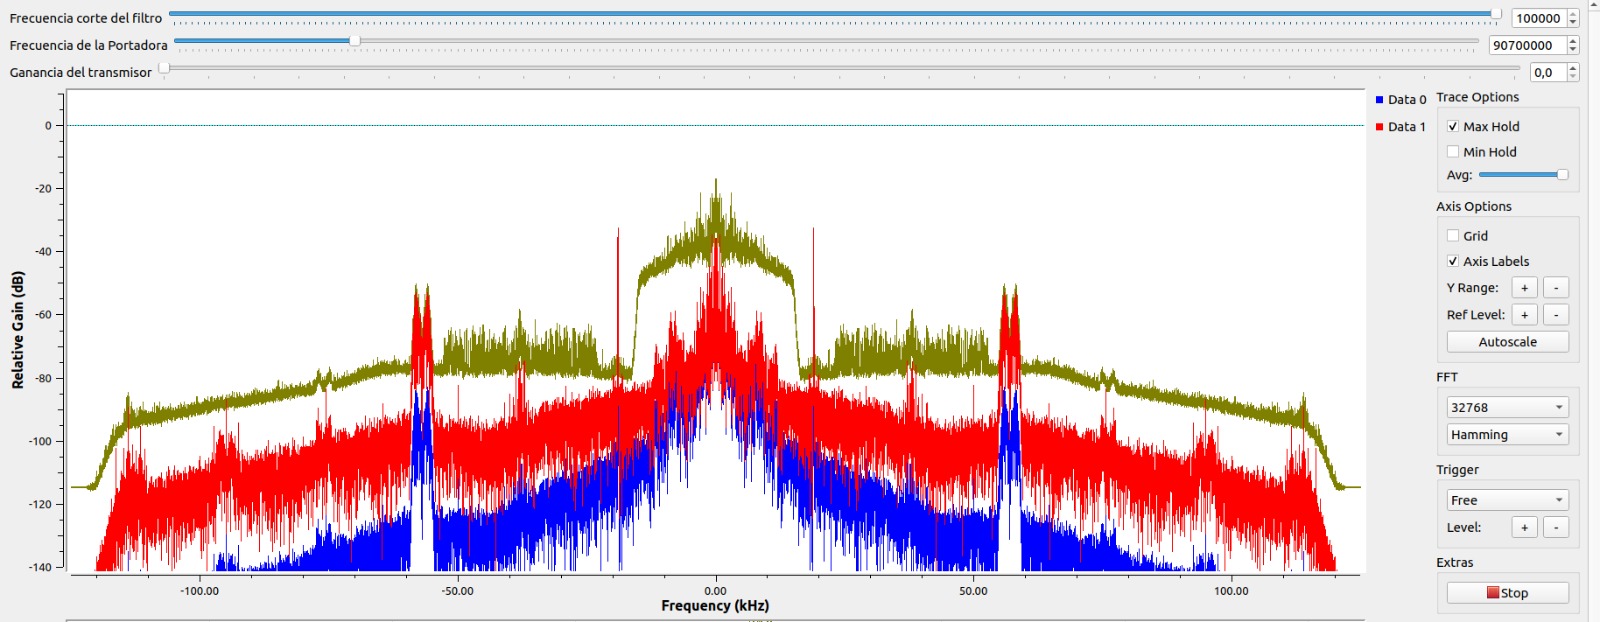 Frecuencia corte del filtro 100000
Frecuencia de la Portadora 90700000
Ganancia del transmisor 0,0
Data 0
Data 1
Trace Options
Max Hold
Min Hold
Avg:
Axis Options
Grid
Axis Labels
Y Range: + -
Ref Level: + -
Autoscale
FFT
32768
Hamming
Trigger
Free
Level: + -
Extras
Stop
Relative Gain (dB)
0
-20
-40
-60
-80
-100
-120
-140
-100.00 -50.00 0.00 50.00 100.00
Frequency (kHz)